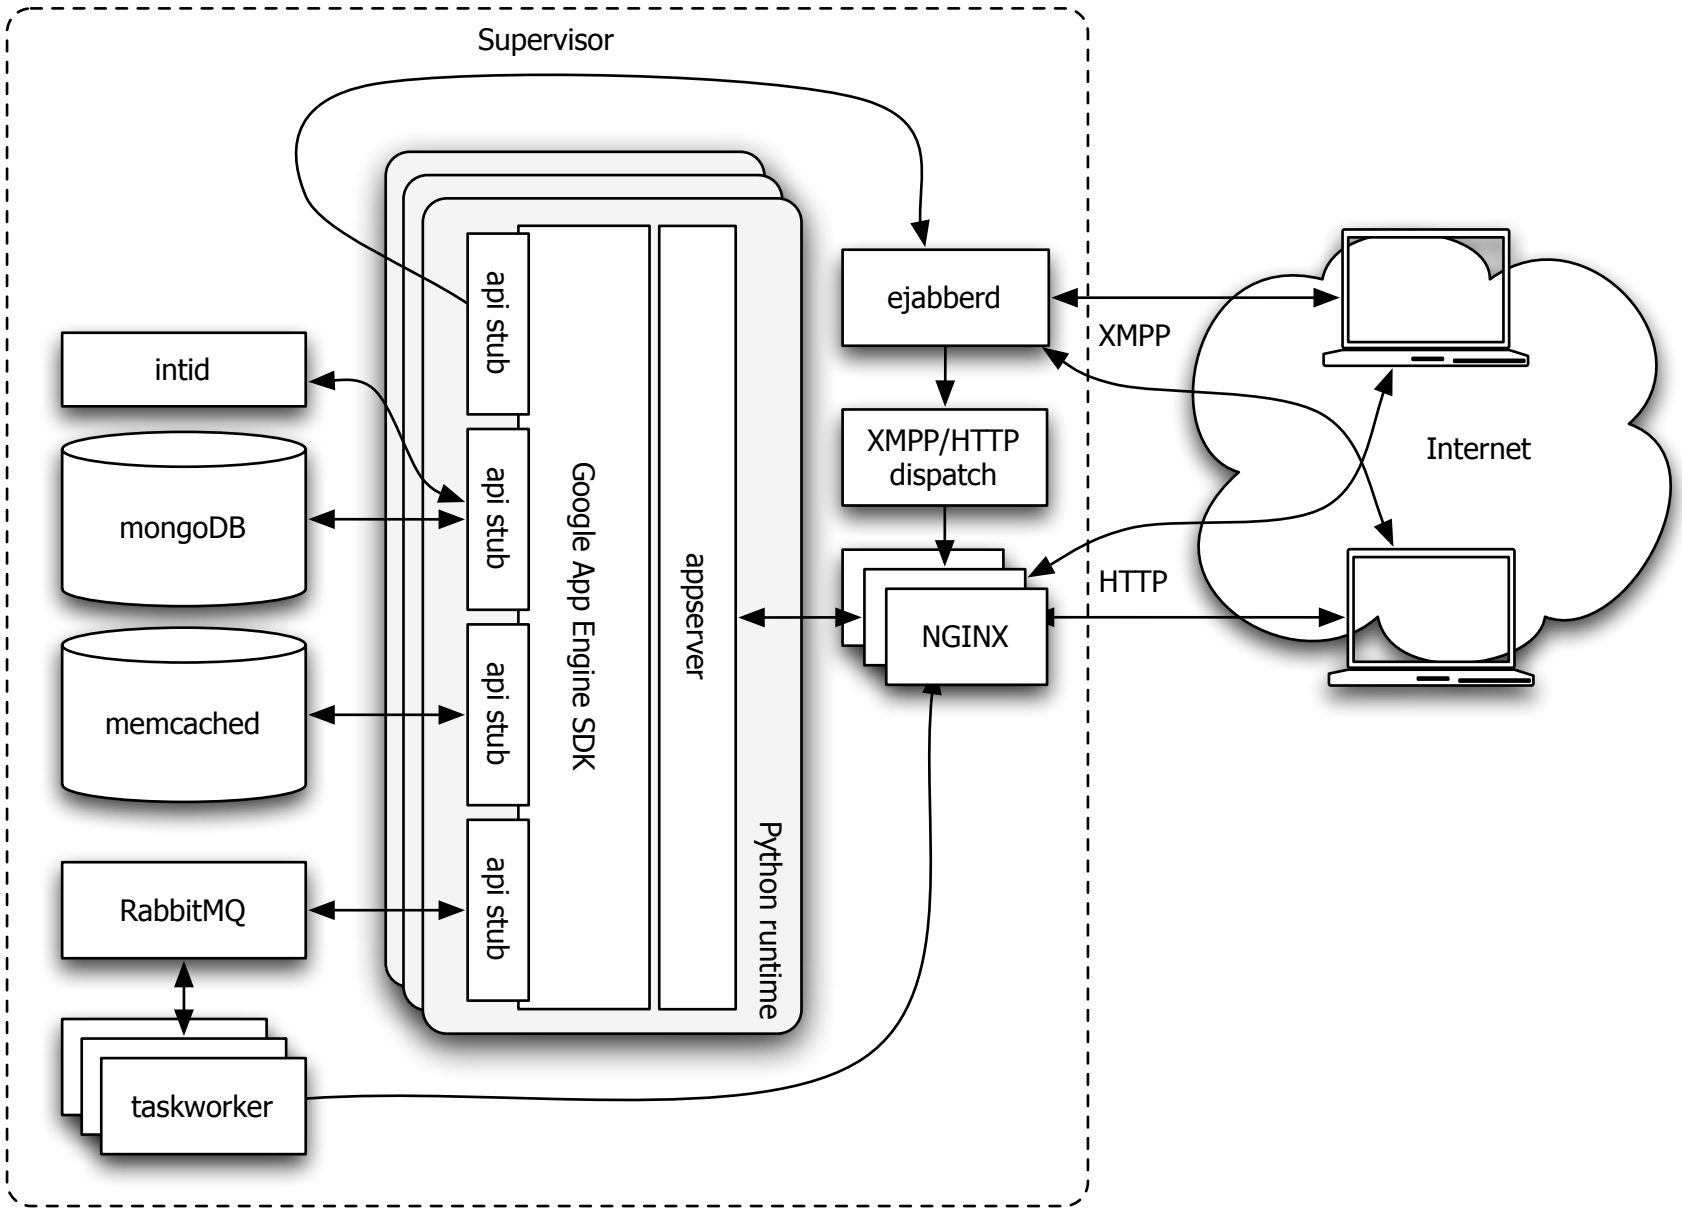 Supervisor
api stub
api stub
api stub
api stub
Google App Engine SDK
appserver
Python runtime
intid
mongoDB
memcached
RabbitMQ
taskworker
ejabberd
XMPP/HTTP
dispatch
NGINX
XMPP
HTTP
Internet